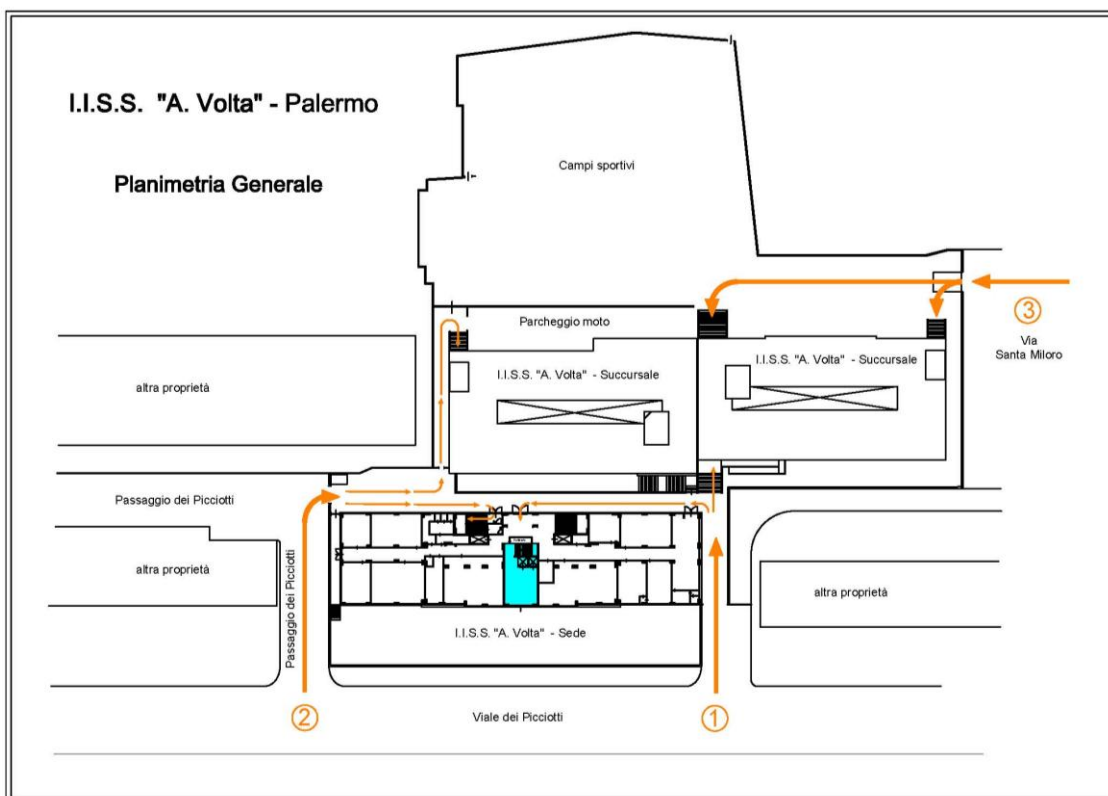 I.I.S.S. "A. Volta" - Palermo
Planimetria Generale
Campi sportivi
3
Via
Santa Miloro
Parcheggio moto
I.I.S.S. "A. Volta" - Succursale
I.I.S.S. "A. Volta" - Succursale
altra proprietà
Passaggio dei Picciotti
altra proprietà
Passaggio dei Picciotti
altra proprietà
I.I.S.S. "A. Volta" - Sede
2
Viale dei Picciotti
1